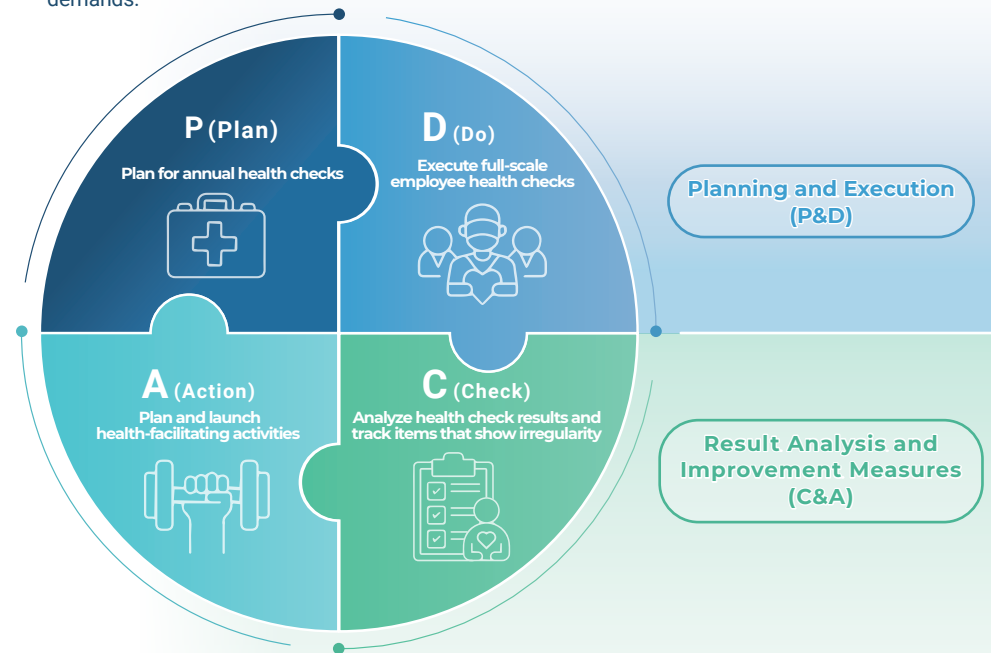 demands.
P (Plan)
Plan for annual health checks
D (Do)
Execute full-scale
employee health checks
Planning and Execution
(P&D)
A (Action)
Plan and launch
health-facilitating activities
C (Check)
Analyze health check results and
track items that show irregularity
Result Analysis and
Improvement Measures
(C&A)